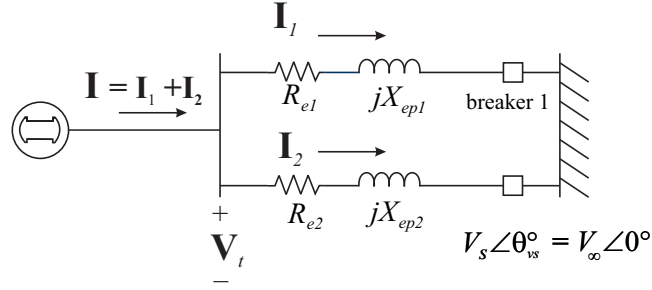 I₁
I = I₁ +I₂
R_e1 jX_ep1 breaker 1
I₂
R_e2 jX_ep2
+
V_t
−
V_s∠θ°_vs = V_∞∠0°